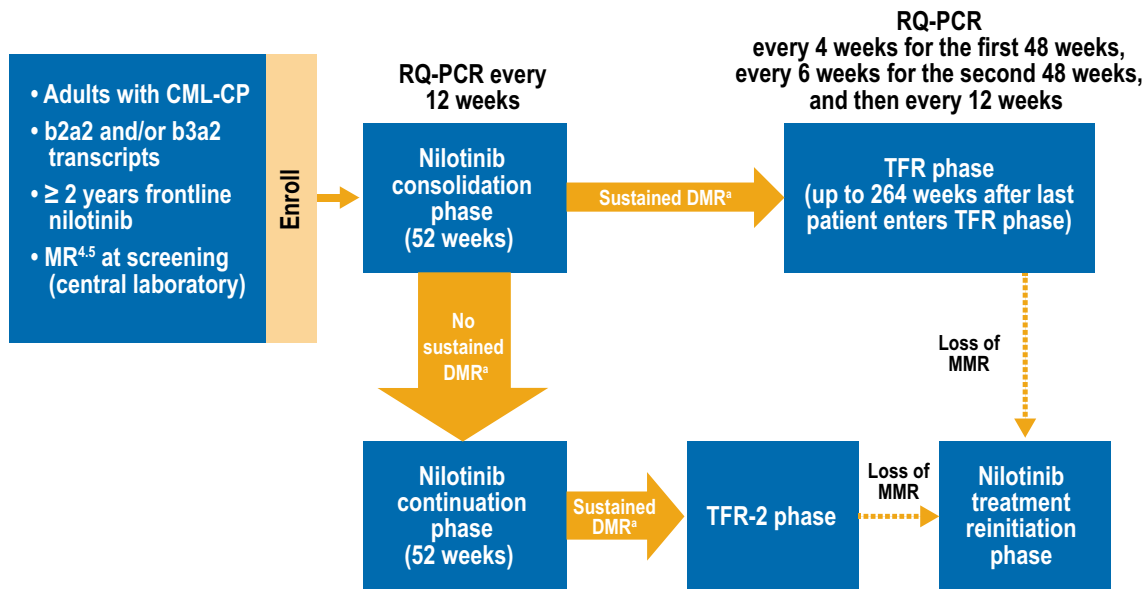 • Adults with CML-CP
• b2a2 and/or b3a2
transcripts
• ≥ 2 years frontline
nilotinib
• MR4.5 at screening
(central laboratory)
Enroll
RQ-PCR every
12 weeks
Nilotinib
consolidation
phase
(52 weeks)
Sustained DMRa
RQ-PCR
every 4 weeks for the first 48 weeks,
every 6 weeks for the second 48 weeks,
and then every 12 weeks
TFR phase
(up to 264 weeks after last
patient enters TFR phase)
No
sustained
DMRa
Loss of
MMR
Nilotinib
continuation
phase
(52 weeks)
Sustained
DMRa
TFR-2 phase
Loss of
MMR
Nilotinib
treatment
reinitiation
phase